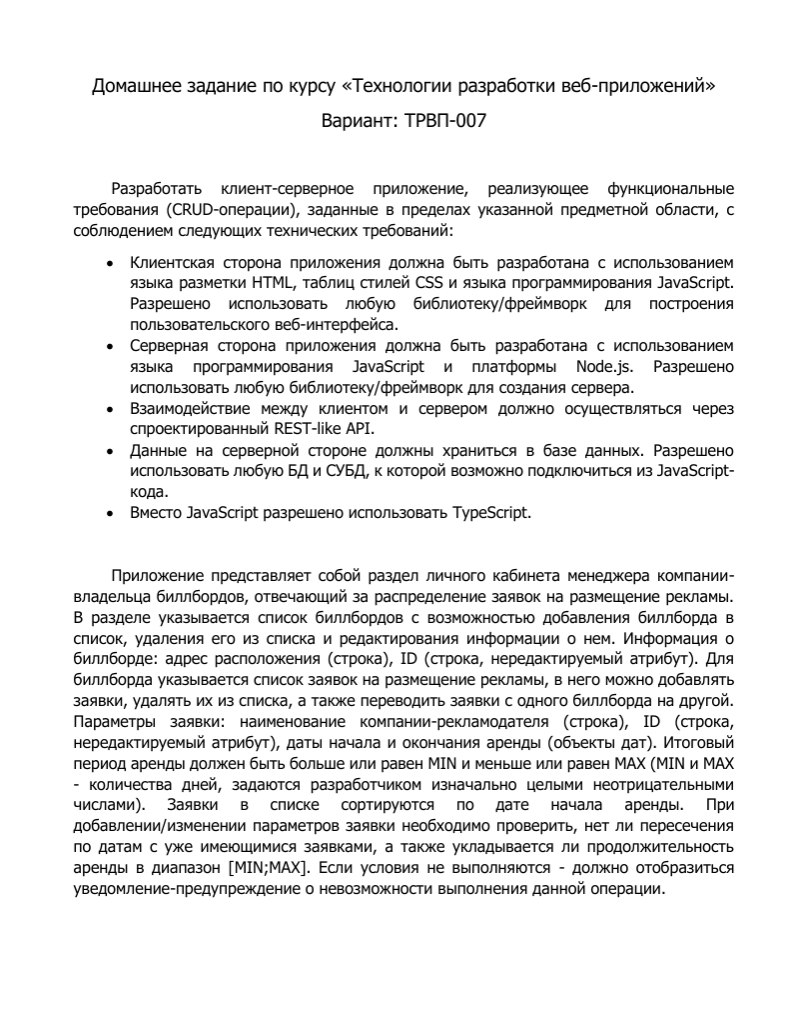 Домашнее задание по курсу «Технологии разработки веб-приложений»
Вариант: ТРВП-007
Разработать клиент-серверное приложение, реализующее функциональные
требования (CRUD-операции), заданные в пределах указанной предметной области, с
соблюдением следующих технических требований:
• Клиентская сторона приложения должна быть разработана с использованием
языка разметки HTML, таблиц стилей CSS и языка программирования JavaScript.
Разрешено использовать любую библиотеку/фреймворк для построения
пользовательского веб-интерфейса.
• Серверная сторона приложения должна быть разработана с использованием
языка программирования JavaScript и платформы Node.js. Разрешено
использовать любую библиотеку/фреймворк для создания сервера.
• Взаимодействие между клиентом и сервером должно осуществляться через
спроектированный REST-like API.
• Данные на серверной стороне должны храниться в базе данных. Разрешено
использовать любую БД и СУБД, к которой возможно подключиться из JavaScript-
кода.
• Вместо JavaScript разрешено использовать TypeScript.
Приложение представляет собой раздел личного кабинета менеджера компании-
владельца биллбордов, отвечающий за распределение заявок на размещение рекламы.
В разделе указывается список биллбордов с возможностью добавления биллборда в
список, удаления его из списка и редактирования информации о нем. Информация о
биллборде: адрес расположения (строка), ID (строка, нередактируемый атрибут). Для
биллборда указывается список заявок на размещение рекламы, в него можно добавлять
заявки, удалять их из списка, а также переводить заявки с одного биллборда на другой.
Параметры заявки: наименование компании-рекламодателя (строка), ID (строка,
нередактируемый атрибут), даты начала и окончания аренды (объекты дат). Итоговый
период аренды должен быть больше или равен MIN и меньше или равен MAX (MIN и MAX
- количества дней, задаются разработчиком изначально целыми неотрицательными
числами). Заявки в списке сортируются по дате начала аренды. При
добавлении/изменении параметров заявки необходимо проверить, нет ли пересечения
по датам с уже имеющимися заявками, а также укладывается ли продолжительность
аренды в диапазон [MIN;MAX]. Если условия не выполняются - должно отобразиться
уведомление-предупреждение о невозможности выполнения данной операции.